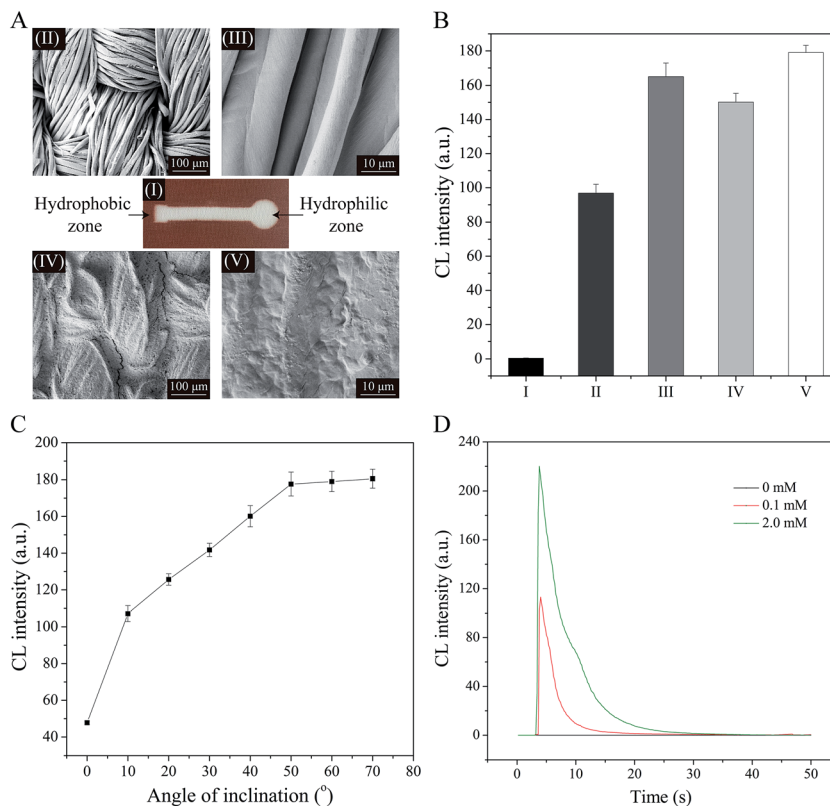 A
(II)
(III)
100 μm
10 μm
(I)
Hydrophobic
zone
Hydrophilic
zone
(IV)
(V)
100 μm
10 μm
B
CL intensity (a.u.)
180
160
140
120
100
80
60
40
20
0
I II III IV V
C
CL intensity (a.u.)
200
180
160
140
120
100
80
60
40
0 10 20 30 40 50 60 70 80
Angle of inclination (°)
D
CL intensity (a.u.)
240
200
160
120
80
40
0
0 mM
0.1 mM
2.0 mM
0 10 20 30 40 50
Time (s)